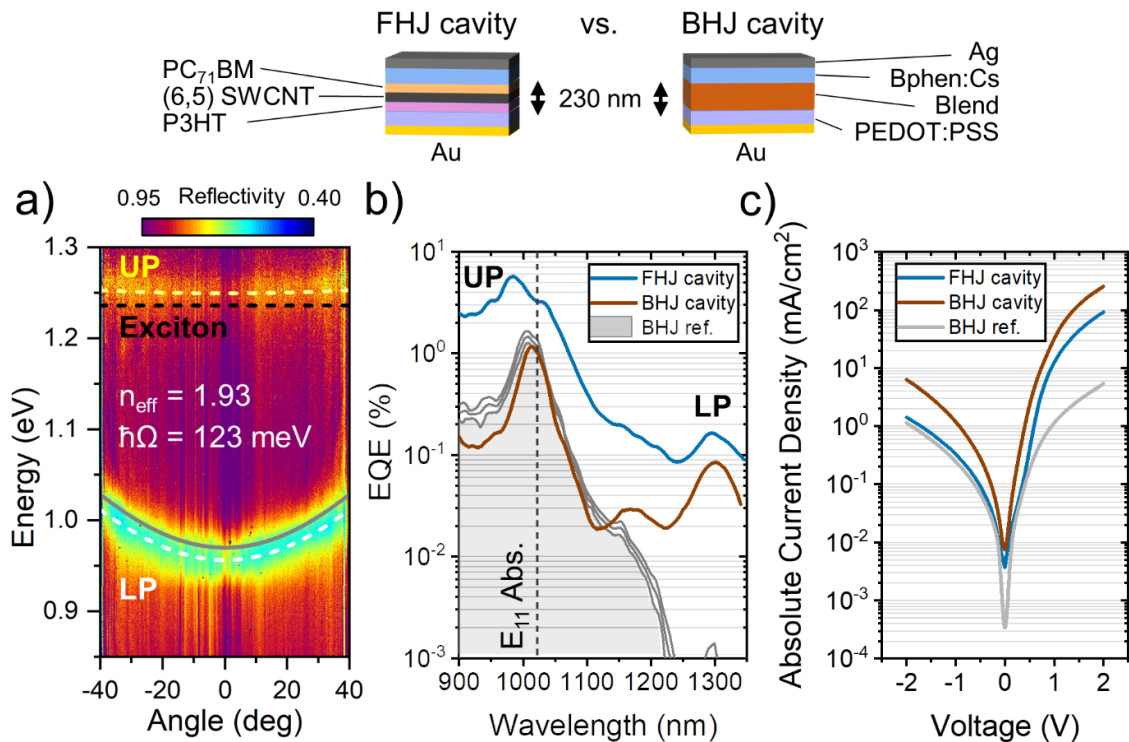 FHJ cavity vs. BHJ cavity
PC71BM
(6,5) SWCNT
P3HT
230 nm
Ag
Bphen:Cs
Blend
PEDOT:PSS
Au
Au
a)
0.95 Reflectivity 0.40
1.3
1.2
1.1
1.0
0.9
Energy (eV)
UP
Exciton
neff = 1.93
ħΩ = 123 meV
LP
-40
-20
0
20
40
Angle (deg)
b)
10^1
10^0
10^-1
10^-2
10^-3
EQE (%)
UP
FHJ cavity
BHJ cavity
BHJ ref.
LP
E11 Abs.
900
1000
1100
1200
1300
Wavelength (nm)
c)
10^3
10^2
10^1
10^0
10^-1
10^-2
10^-3
10^-4
Absolute Current Density (mA/cm^2)
FHJ cavity
BHJ cavity
BHJ ref.
-2
-1
0
1
2
Voltage (V)